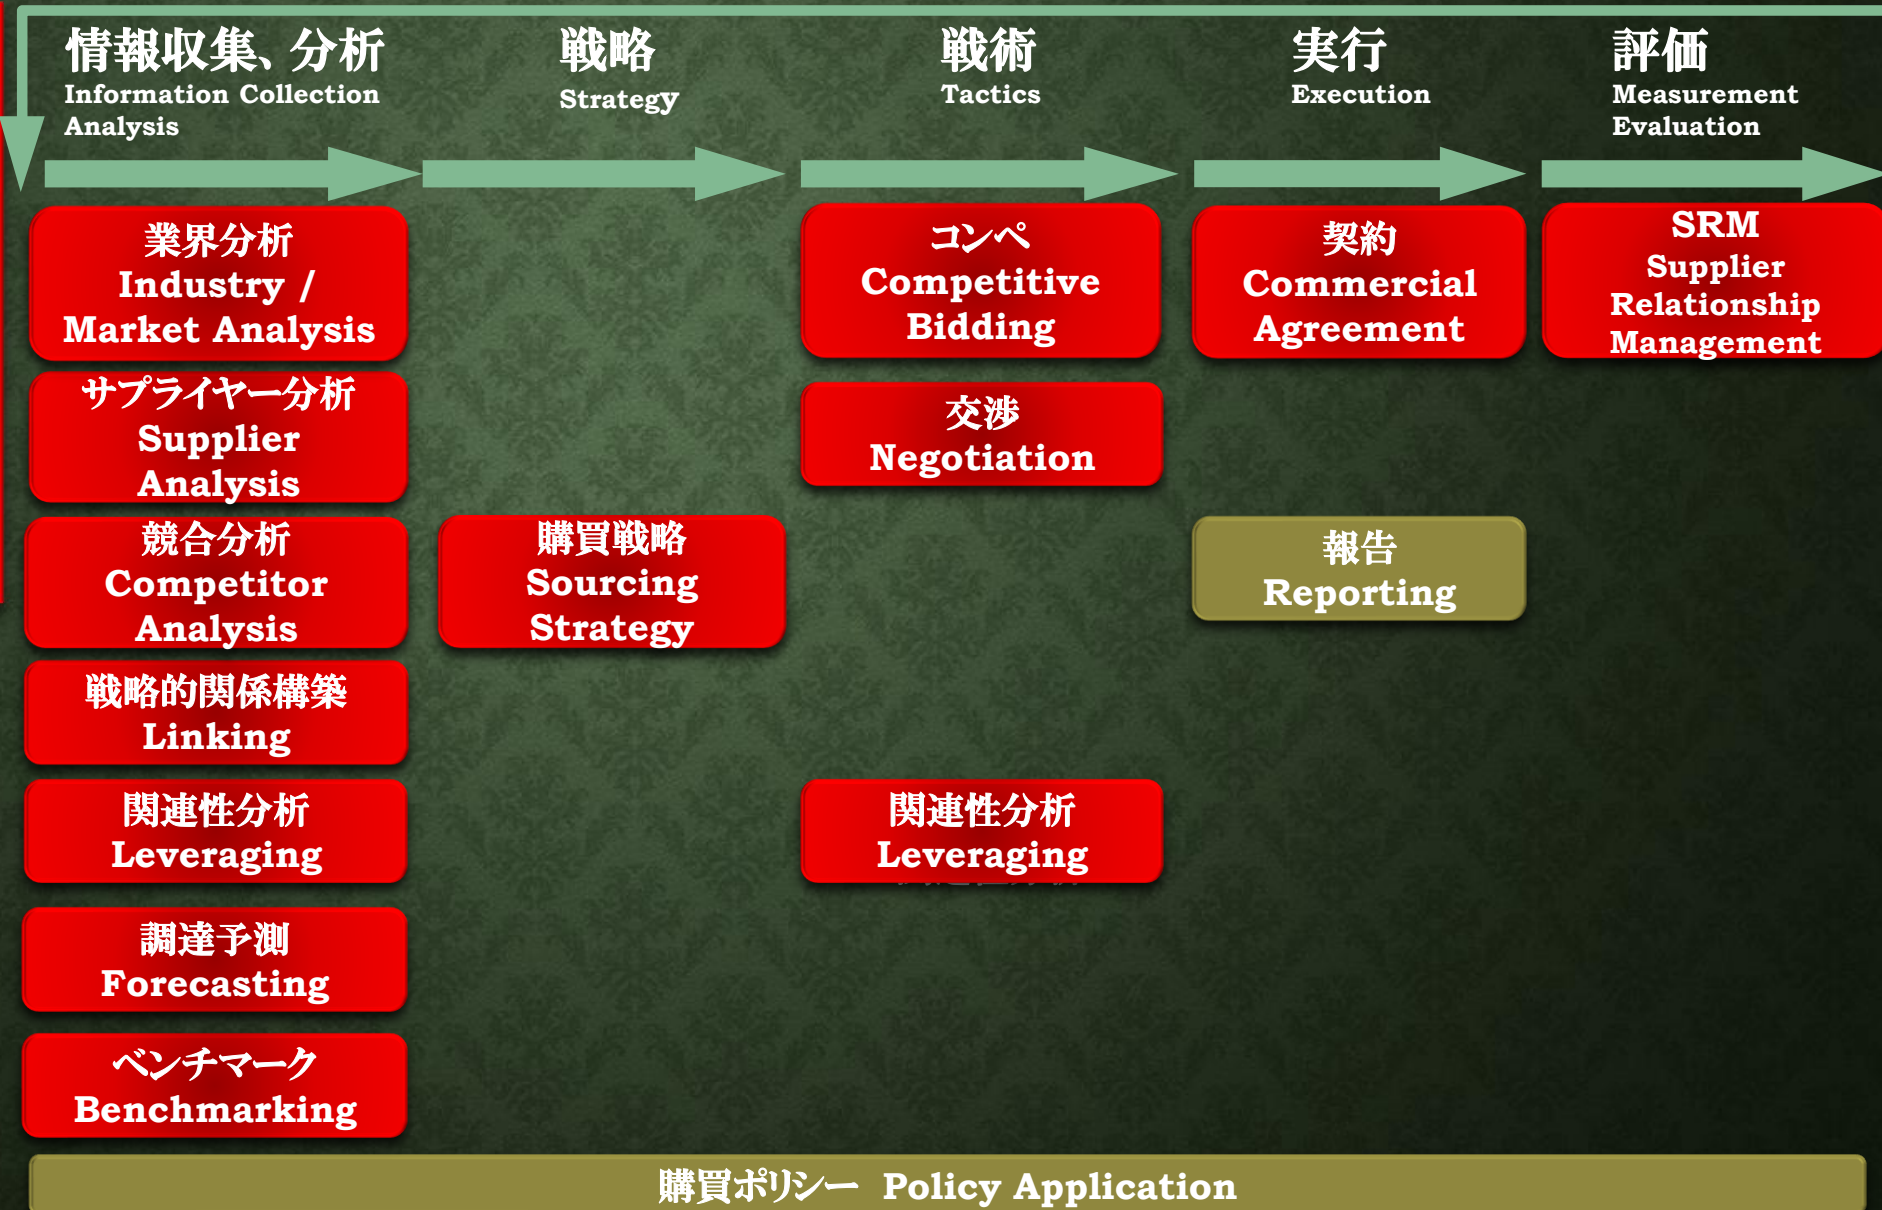 情報収集、分析
Information Collection
Analysis
戦略
Strategy
戦術
Tactics
実行
Execution
評価
Measurement
Evaluation
業界分析
Industry /
Market Analysis
サプライヤー分析
Supplier
Analysis
競合分析
Competitor
Analysis
戦略的関係構築
Linking
関連性分析
Leveraging
調達予測
Forecasting
ベンチマーク
Benchmarking
購買戦略
Sourcing
Strategy
コンペ
Competitive
Bidding
交渉
Negotiation
関連性分析
Leveraging
契約
Commercial
Agreement
報告
Reporting
SRM
Supplier
Relationship
Management
購買ポリシー Policy Application